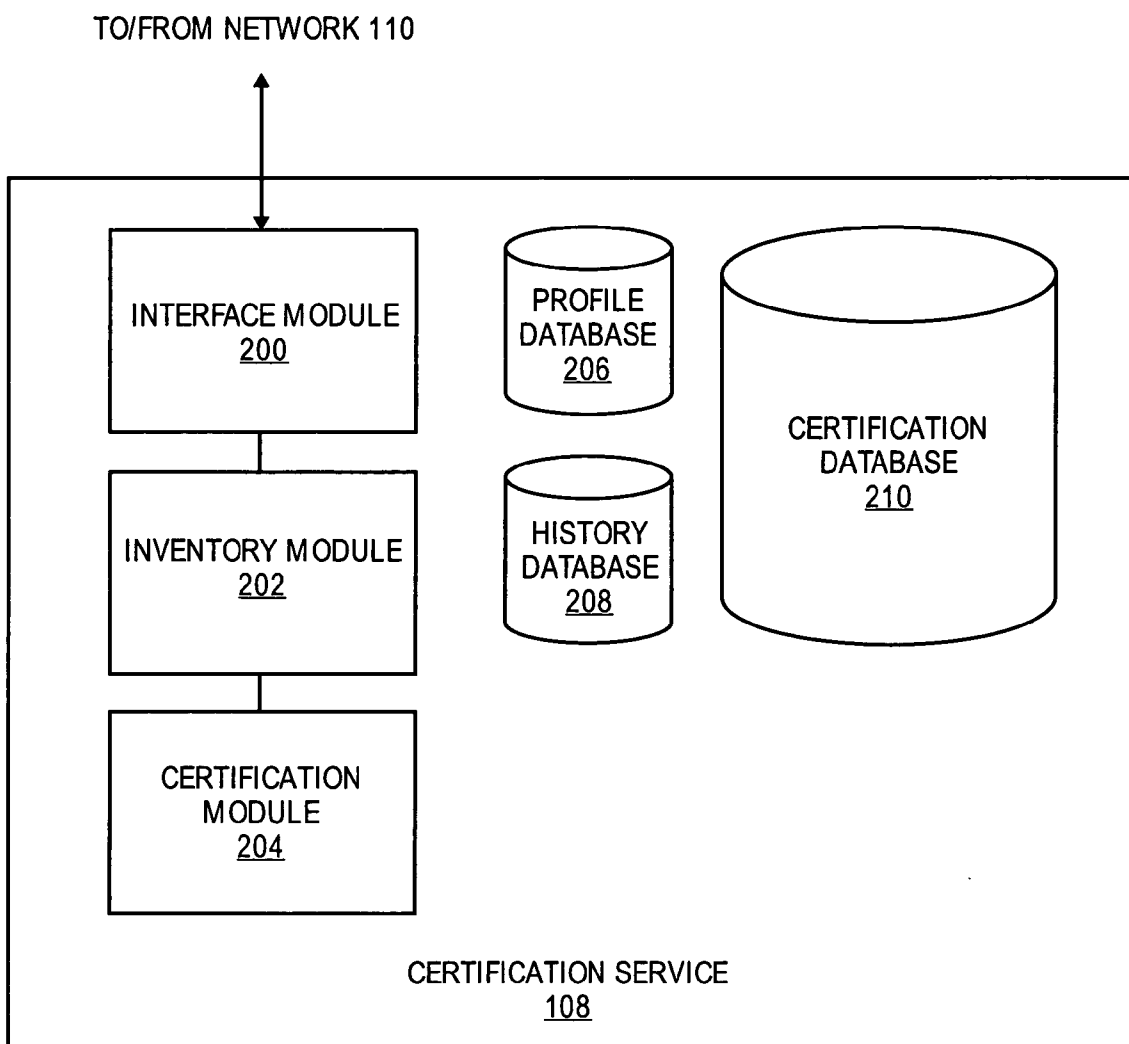 TO/FROM NETWORK 110
INTERFACE MODULE
200
INVENTORY MODULE
202
CERTIFICATION
MODULE
204
PROFILE
DATABASE
206
HISTORY
DATABASE
208
CERTIFICATION
DATABASE
210
CERTIFICATION SERVICE
108